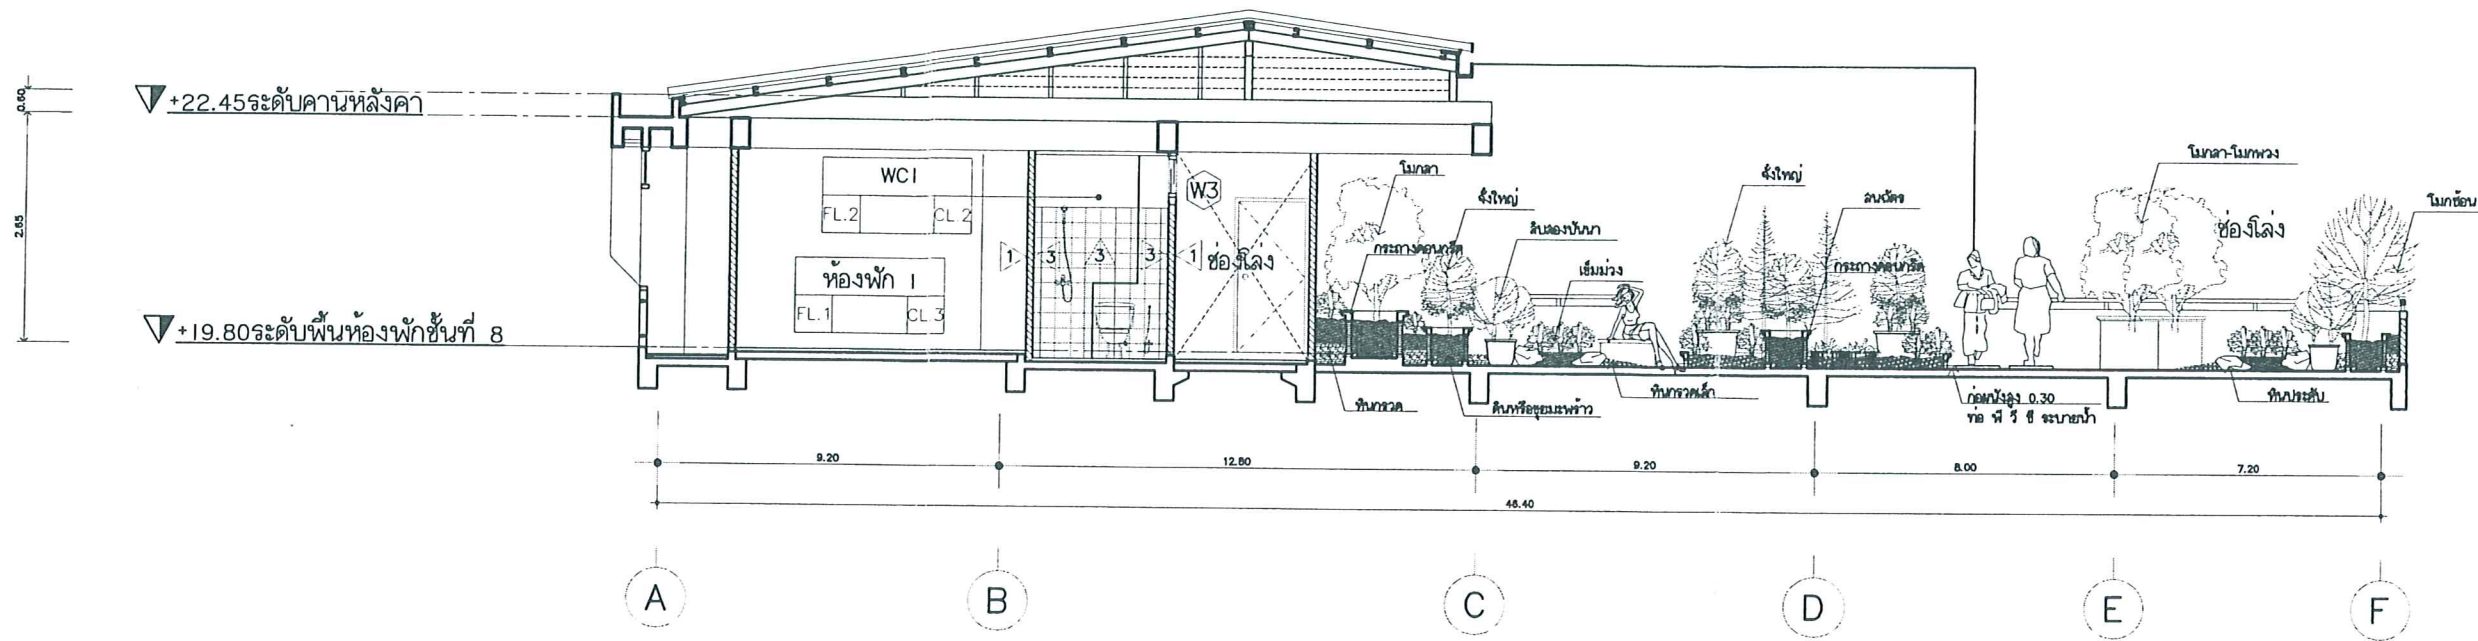 0.60
+22.45ระดับคานหลังคา
2.65
+19.80ระดับพื้นห้องพักชั้นที่ 8
WC1
FL.2 CL.2
ห้องพัก 1
FL.1 CL.3
1 3 3 3 1
W3
ช่องโล่ง
โมกลา
กระถางคอนกรีต
จั๋งใหญ่
สิบสองปันนา
เข็มม่วง
จั๋งใหญ่
สนฉัตร
กระถางคอนกรีต
โมกลา-โมกพวง
ช่องโล่ง
โมกซ้อน
หินกรวด
ดินหรือขุยมะพร้าว
หินกรวดเล็ก
ก่อผนังสูง 0.30
ท่อ พี วี ซี ระบายน้ำ
หินประดับ
9.20 12.80 9.20 8.00 7.20
46.40
A B C D E F